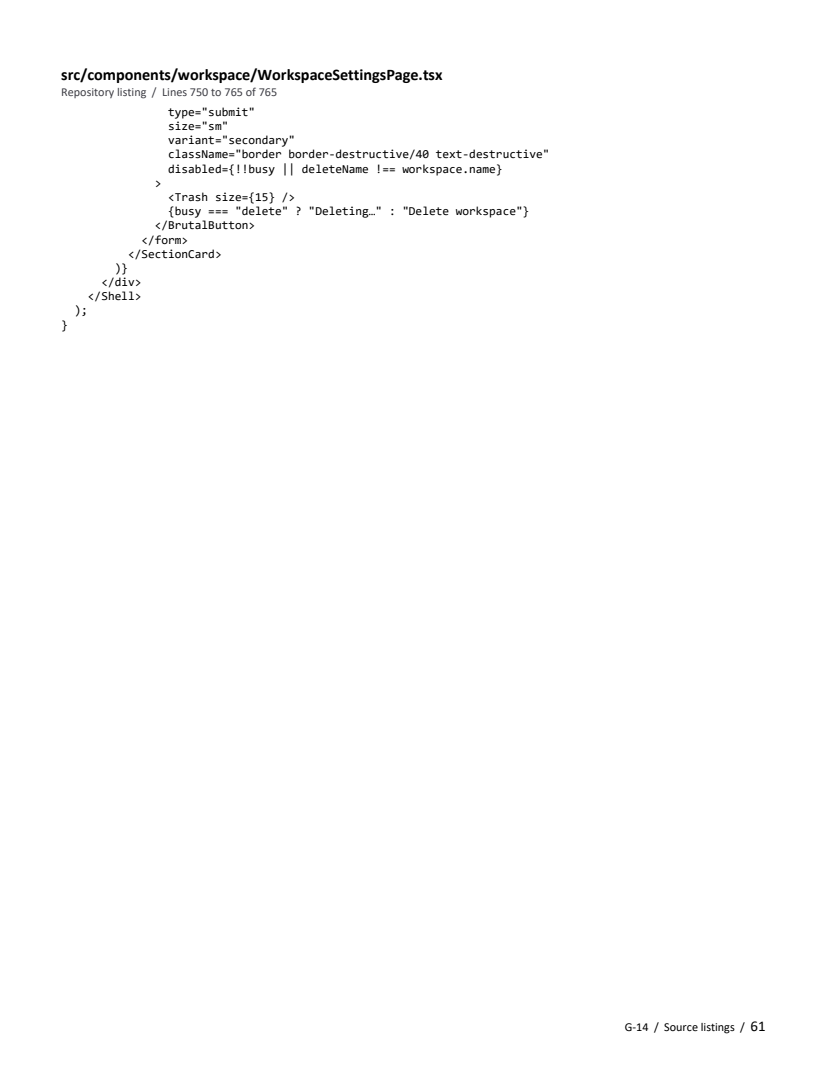 src/components/workspace/WorkspaceSettingsPage.tsx
Repository listing / Lines 750 to 765 of 765
                type="submit"
                size="sm"
                variant="secondary"
                className="border border-destructive/40 text-destructive"
                disabled={!!busy || deleteName !== workspace.name}
              >
                <Trash size={15} />
                {busy === "delete" ? "Deleting…" : "Delete workspace"}
              </BrutalButton>
            </form>
          </SectionCard>
        )}
      </div>
    </Shell>
  );
}
G-14 / Source listings / 61